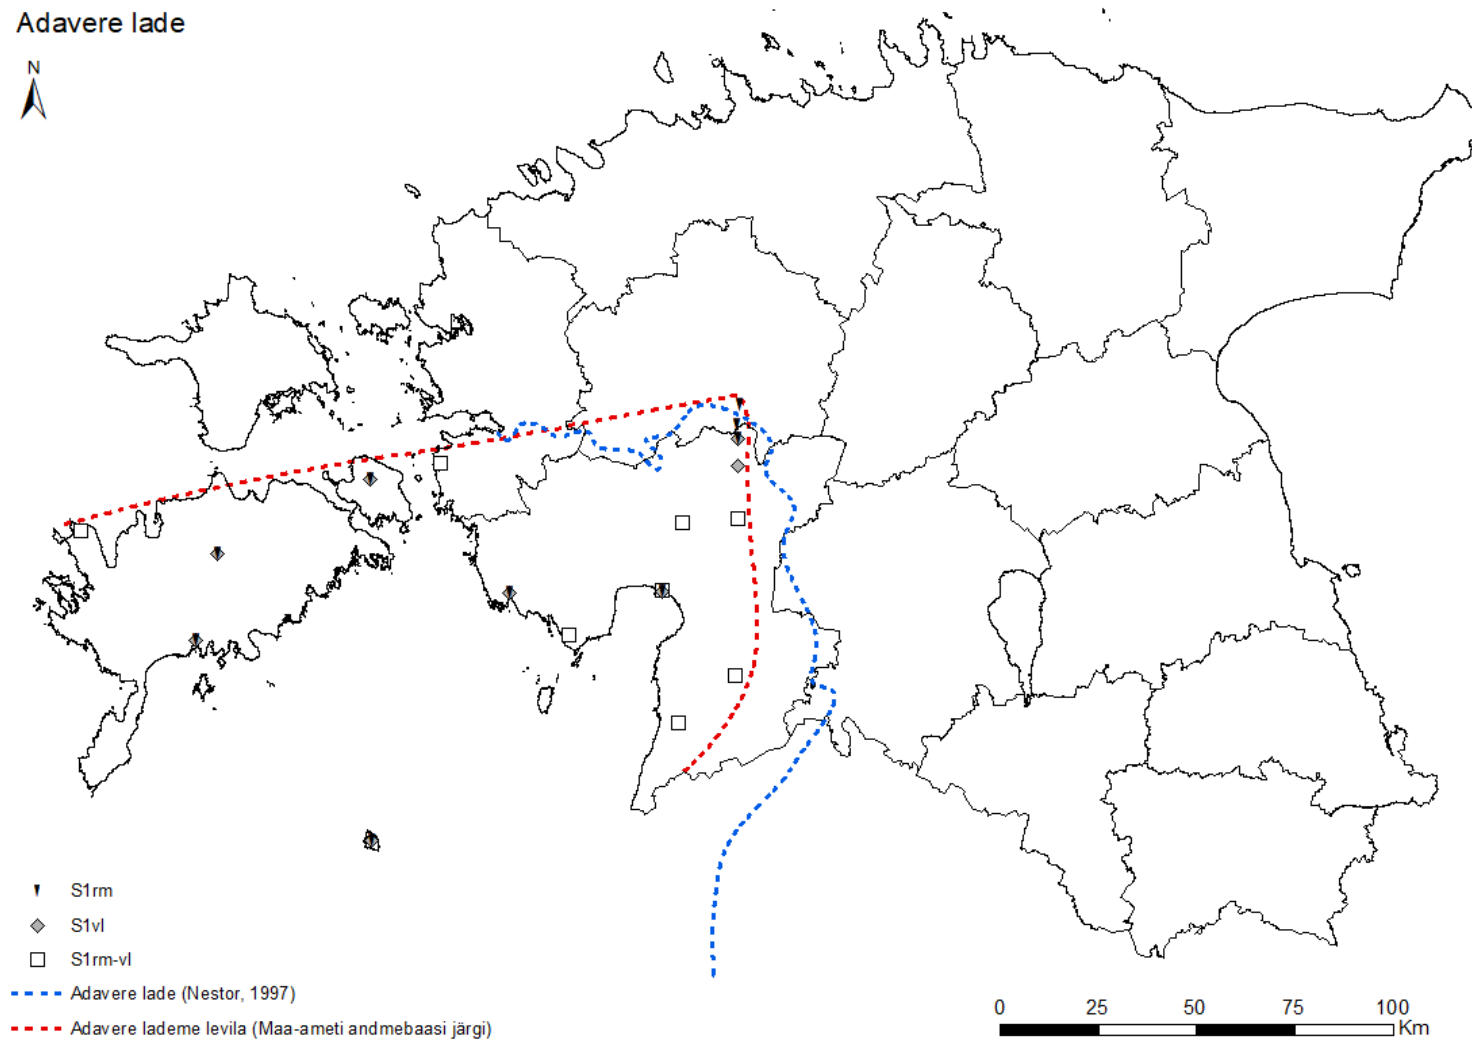 Adavere lade
N
S1rm
S1vl
S1rm-vl
Adavere lade (Nestor, 1997)
Adavere lademe levila (Maa-ameti andmebaasi järgi)
0 25 50 75 100
Km